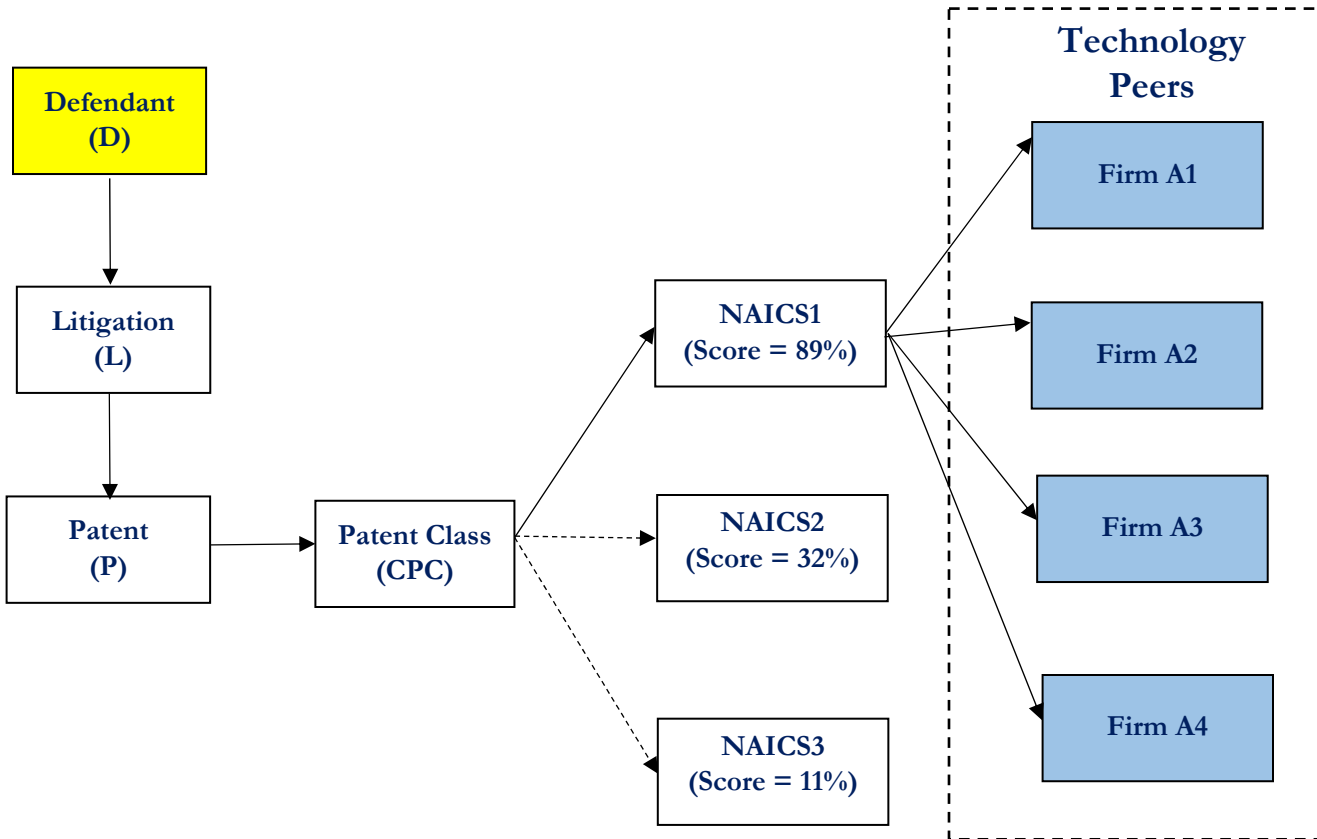 Technology
Peers
Defendant
(D)
Firm A1
Litigation
(L)
NAICS1
(Score = 89%)
Firm A2
Patent
(P)
Patent Class
(CPC)
NAICS2
(Score = 32%)
Firm A3
NAICS3
(Score = 11%)
Firm A4